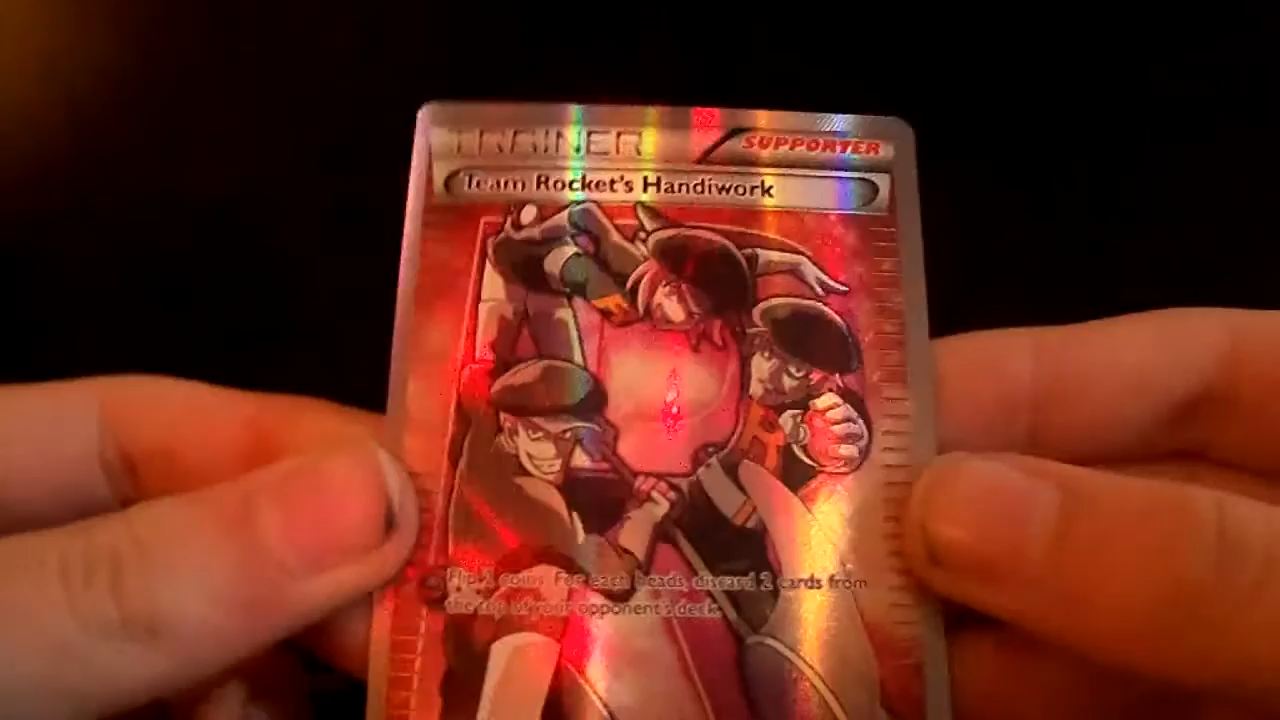 TRAINER
SUPPORTER
Team Rocket's Handiwork
Flip 2 coins. For each heads, discard 2 cards from
the top of your opponent's deck.